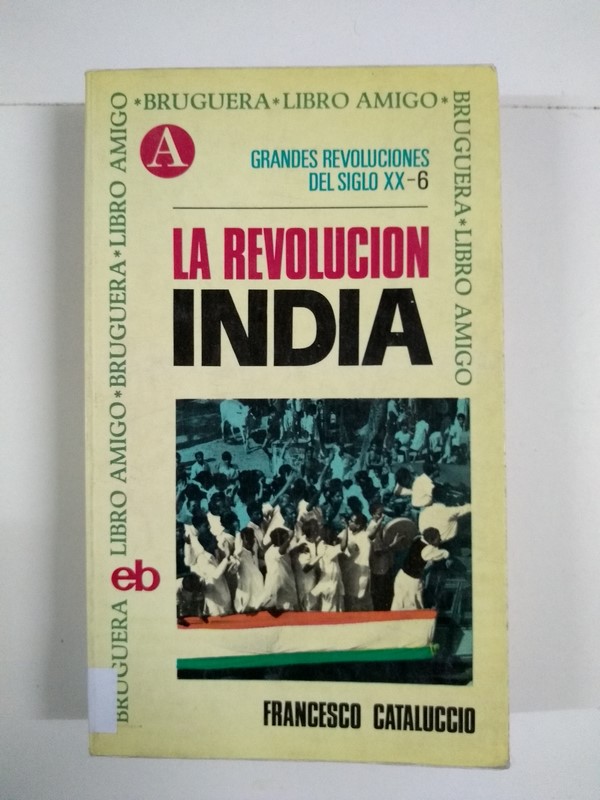 *BRUGUERA*LIBRO AMIGO*
BRUGUERA*LIBRO AMIGO
BRUGUERA LIBRO AMIGO*BRUGUERA*LIBRO AMIGO
A
GRANDES REVOLUCIONES
DEL SIGLO XX-6
LA REVOLUCION
INDIA
eb
FRANCESCO CATALUCCIO